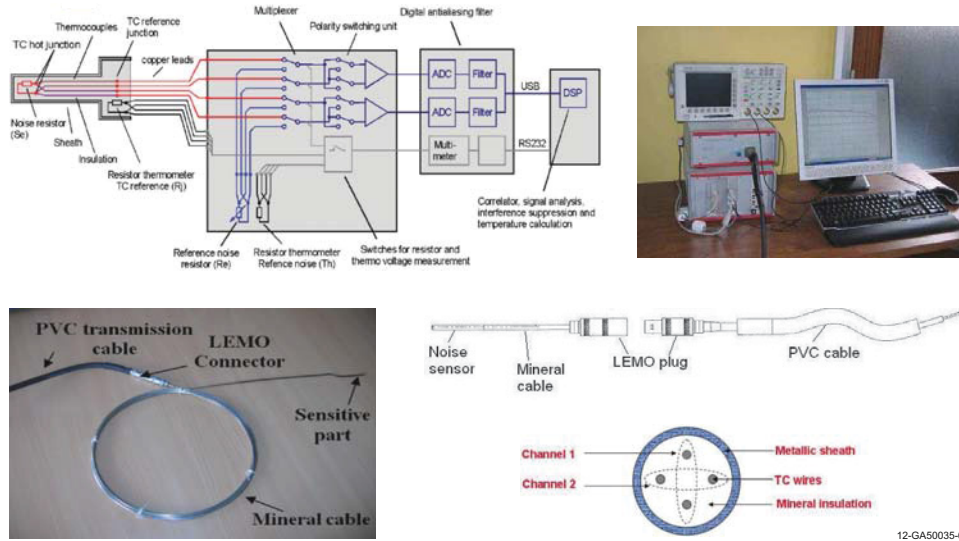 Multiplexer
Polarity switching unit
Digital antialiasing filter
Thermocouples
TC reference
junction
TC hot junction
copper leads
ADC
Filter
USB
DSP
ADC
Filter
Noise resistor
(Se)
Sheath
Insulation
Multi-
meter
RS232
Resistor thermometer
TC reference (Rj)
Correlator, signal analysis,
interference suppression and
temperature calculation
Reference noise
resistor (Re)
Resistor thermometer
Refence noise (Th)
Switches for resistor and
thermo voltage measurement
PVC transmission
cable
LEMO
Connector
Sensitive
part
Mineral cable
Noise
sensor
Mineral
cable
LEMO plug
PVC cable
Channel 1
Metallic sheath
Channel 2
TC wires
Mineral insulation